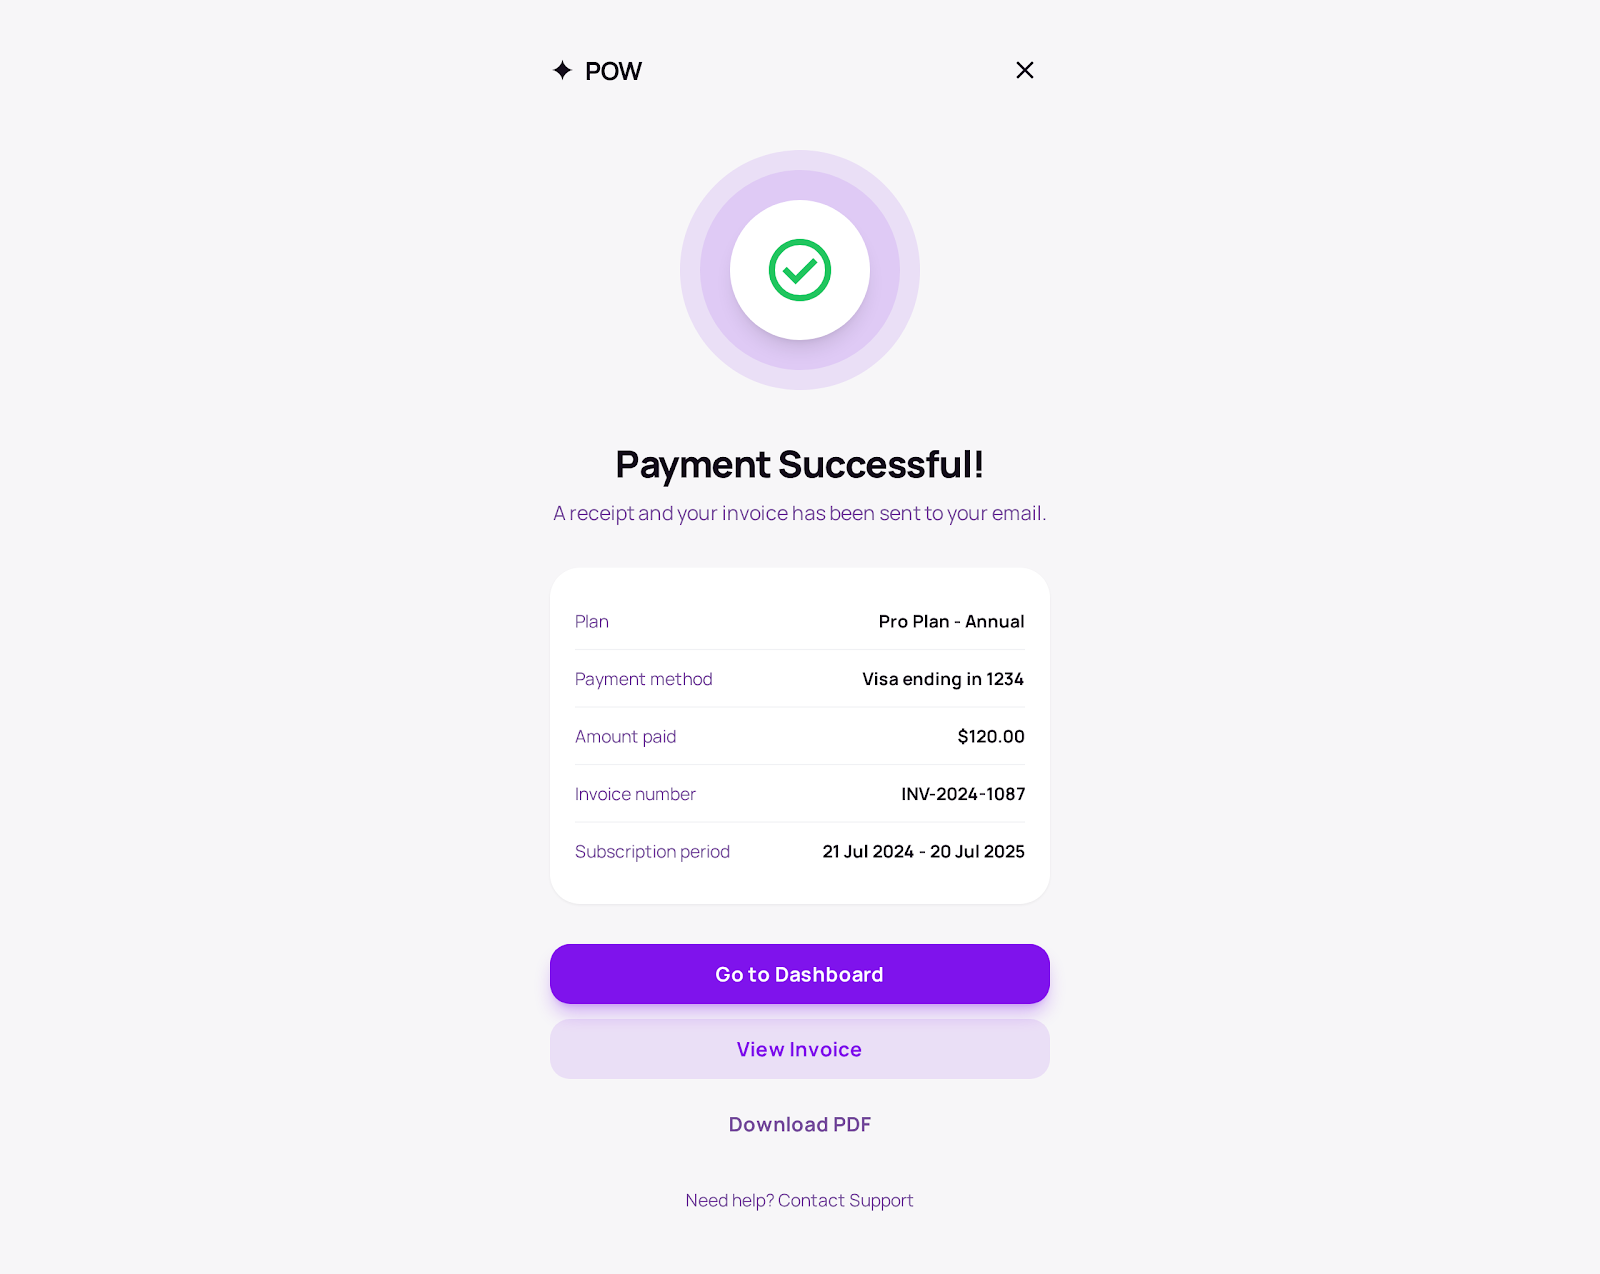 POW
Payment Successful!
A receipt and your invoice has been sent to your email.
Plan Pro Plan - Annual
Payment method Visa ending in 1234
Amount paid $120.00
Invoice number INV-2024-1087
Subscription period 21 Jul 2024 - 20 Jul 2025
Go to Dashboard
View Invoice
Download PDF
Need help? Contact Support